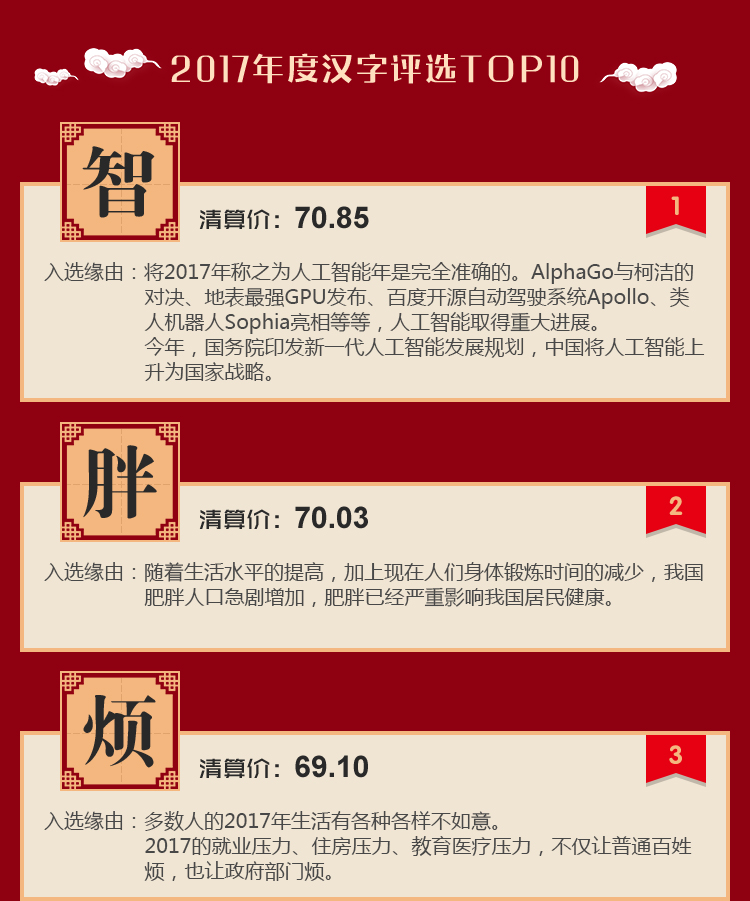 2017年度汉字评选TOP10
智
清算价：70.85
1
入选缘由：将2017年称之为人工智能年是完全准确的。AlphaGo与柯洁的
对决、地表最强GPU发布、百度开源自动驾驶系统Apollo、类
人机器人Sophia亮相等等，人工智能取得重大进展。
今年，国务院印发新一代人工智能发展规划，中国将人工智能上
升为国家战略。
胖
清算价：70.03
2
入选缘由：随着生活水平的提高，加上现在人们身体锻炼时间的减少，我国
肥胖人口急剧增加，肥胖已经严重影响我国居民健康。
烦
清算价：69.10
3
入选缘由：多数人的2017年生活有各种各样不如意。
2017的就业压力、住房压力、教育医疗压力，不仅让普通百姓
烦，也让政府部门烦。